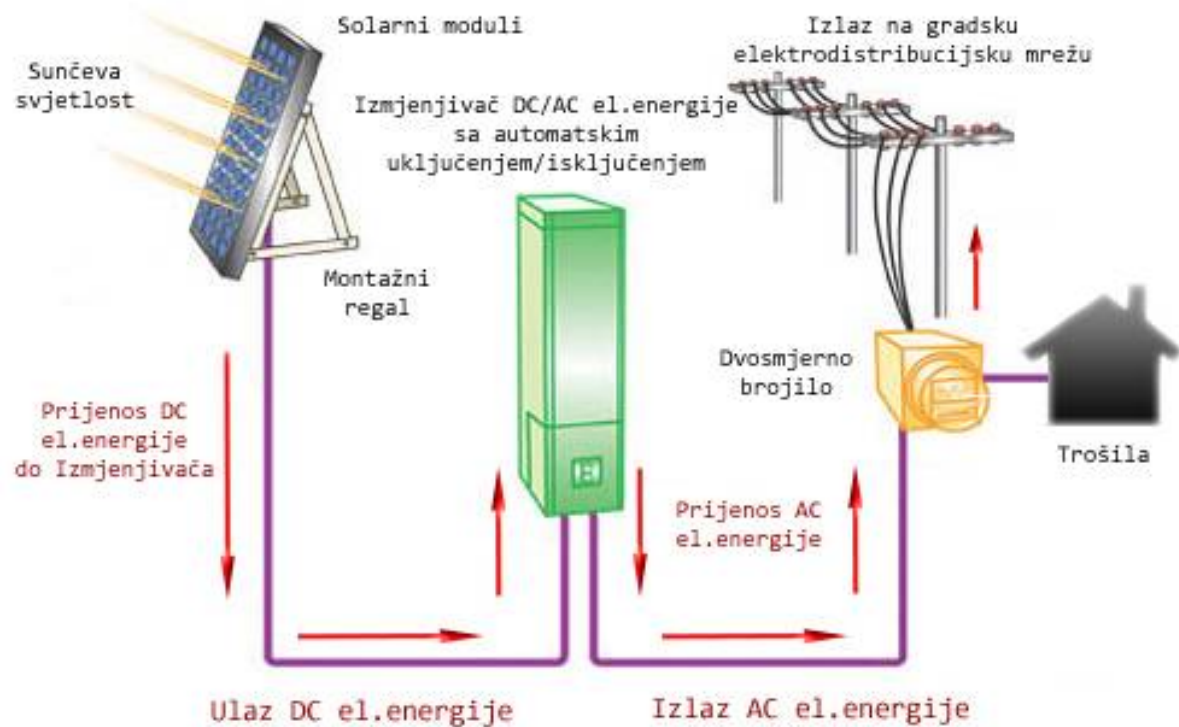 Solarni moduli
Sunčeva
svjetlost
Izlaz na gradsku
elektrodistribucijsku mrežu
Izmjenjivač DC/AC el.energije
sa automatskim
uključenjem/isključenjem
Montažni
regal
Dvosmjerno
brojilo
Trošila
Prijenos DC
el.energije
do Izmjenjivača
Prijenos AC
el.energije
Ulaz DC el.energije
Izlaz AC el.energije